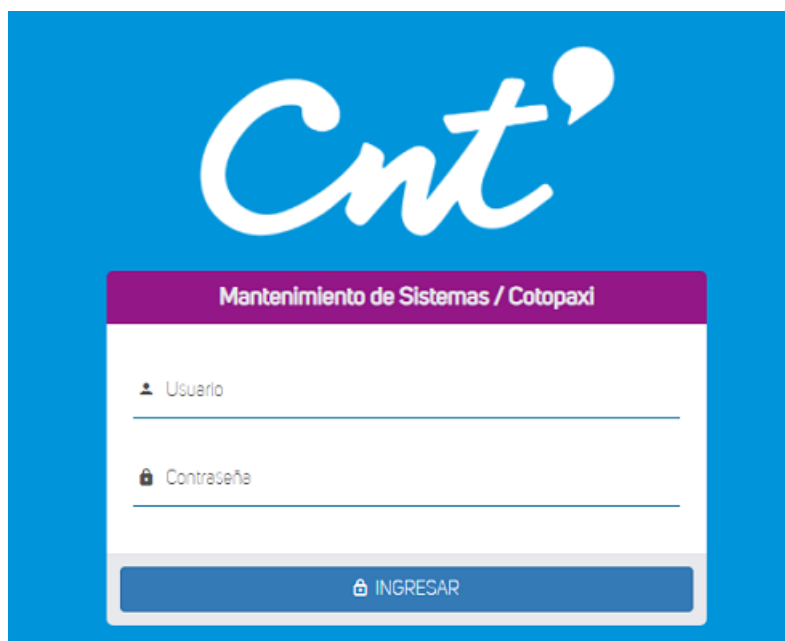 Cnt
Mantenimiento de Sistemas / Cotopaxi
Usuario
Contraseña
INGRESAR